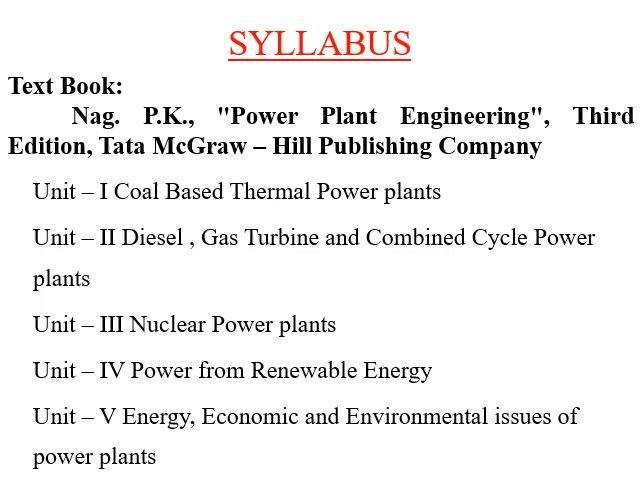 SYLLABUS
Text Book:
Nag. P.K., "Power Plant Engineering", Third
Edition, Tata McGraw – Hill Publishing Company
Unit – I Coal Based Thermal Power plants
Unit – II Diesel , Gas Turbine and Combined Cycle Power
plants
Unit – III Nuclear Power plants
Unit – IV Power from Renewable Energy
Unit – V Energy, Economic and Environmental issues of
power plants